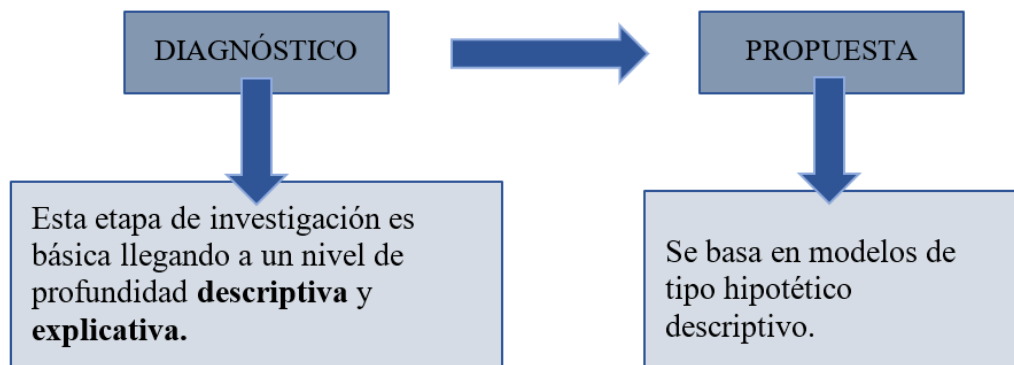 DIAGNÓSTICO
PROPUESTA
Esta etapa de investigación es
básica llegando a un nivel de
profundidad descriptiva y
explicativa.
Se basa en modelos de
tipo hipotético
descriptivo.